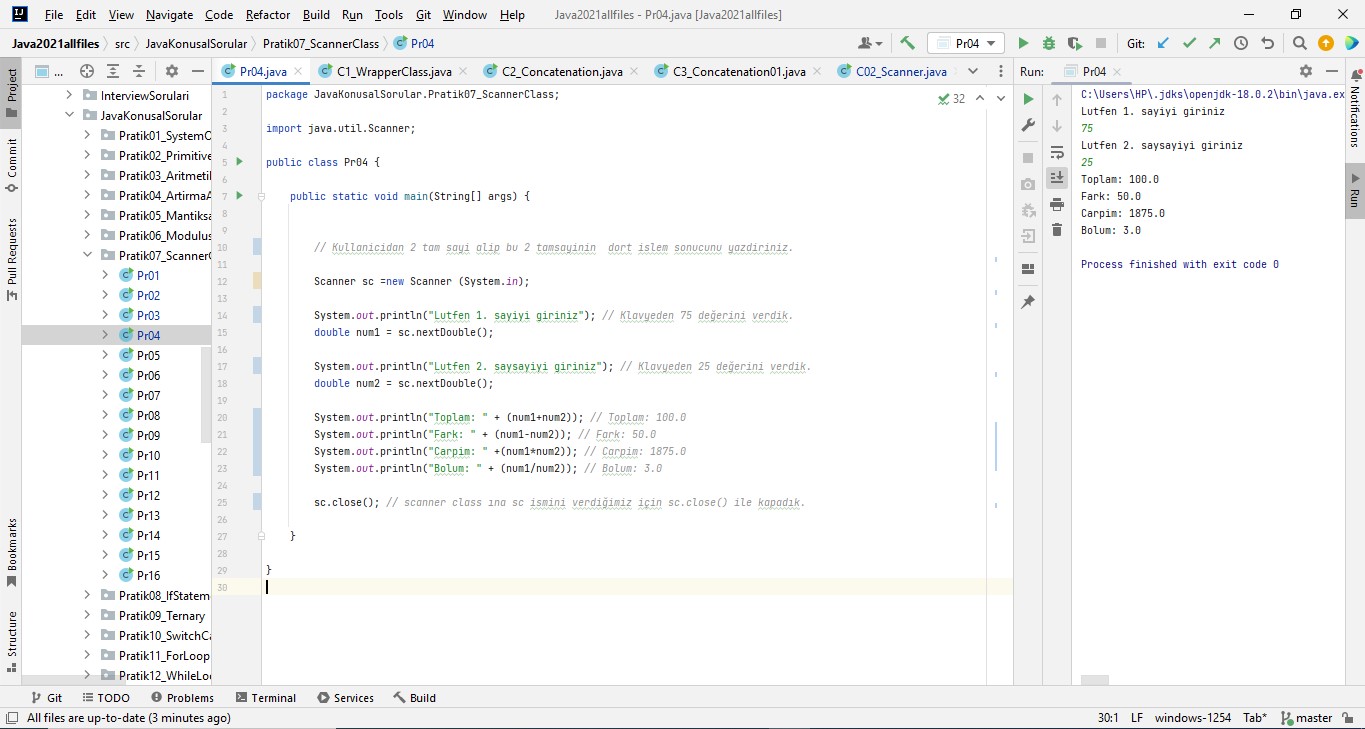 File Edit View Navigate Code Refactor Build Run Tools Git Window Help Java2021allfiles - Pr04.java [Java2021allfiles]
Java2021allfiles src JavaKonusalSorular Pratik07_ScannerClass Pr04 Pr04 Git:
... Pr04.java C1_WrapperClass.java C2_Concatenation.java C3_Concatenation01.java C02_Scanner.java Run: Pr04
Project
Commit
Pull Requests
Bookmarks
Structure
InterviewSorulari
JavaKonusalSorular
Pratik01_SystemO
Pratik02_Primitive
Pratik03_Aritmeti
Pratik04_ArtirmaA
Pratik05_Mantiksa
Pratik06_Modulus
Pratik07_Scanner
Pr01
Pr02
Pr03
Pr04
Pr05
Pr06
Pr07
Pr08
Pr09
Pr10
Pr11
Pr12
Pr13
Pr14
Pr15
Pr16
Pratik08_IfStatem
Pratik09_Ternary
Pratik10_SwitchCa
Pratik11_ForLoop
Pratik12_WhileLo
1 package JavaKonusalSorular.Pratik07_ScannerClass; 32
2
3 import java.util.Scanner;
4
5 public class Pr04 {
6
7 public static void main(String[] args) {
8
9
10 // Kullanicidan 2 tam sayi alip bu 2 tamsayinin  dort islem sonucunu yazdiriniz.
11
12 Scanner sc =new Scanner (System.in);
13
14 System.out.println("Lutfen 1. sayiyi giriniz"); // Klavyeden 75 değerini verdik.
15 double num1 = sc.nextDouble();
16
17 System.out.println("Lutfen 2. saysayiyi giriniz"); // Klavyeden 25 değerini verdik.
18 double num2 = sc.nextDouble();
19
20 System.out.println("Toplam: " + (num1+num2)); // Toplam: 100.0
21 System.out.println("Fark: " + (num1-num2)); // Fark: 50.0
22 System.out.println("Carpim: " +(num1*num2)); // Carpim: 1875.0
23 System.out.println("Bolum: " + (num1/num2)); // Bolum: 3.0
24
25 sc.close(); // scanner class ına sc ismini verdiğimiz için sc.close() ile kapadık.
26
27 }
28
29 }
30
C:\Users\HP\.jdks\openjdk-18.0.2\bin\java.ex
Lutfen 1. sayiyi giriniz
75
Lutfen 2. saysayiyi giriniz
25
Toplam: 100.0
Fark: 50.0
Carpim: 1875.0
Bolum: 3.0
Process finished with exit code 0
Notifications
Run
Git TODO Problems Terminal Services Build
All files are up-to-date (3 minutes ago) 30:1 LF windows-1254 Tab* master